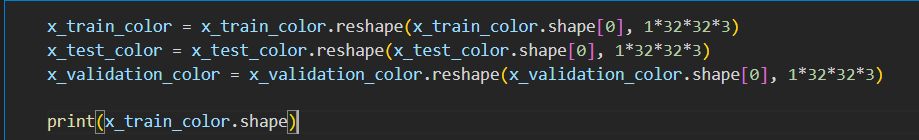 x_train_color = x_train_color.reshape(x_train_color.shape[0], 1*32*32*3)
x_test_color = x_test_color.reshape(x_test_color.shape[0], 1*32*32*3)
x_validation_color = x_validation_color.reshape(x_validation_color.shape[0], 1*32*32*3)
print(x_train_color.shape)